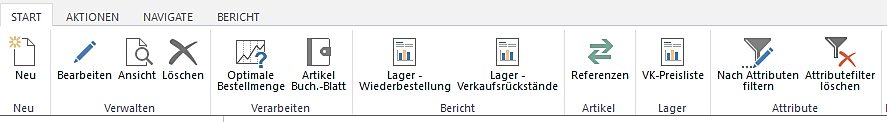 START AKTIONEN NAVIGATE BERICHT
Neu Bearbeiten Ansicht Löschen Optimale Bestellmenge Artikel Buch.-Blatt Lager - Wiederbestellung Lager - Verkaufsrückstände Referenzen VK-Preisliste Nach Attributen filtern Attributefilter löschen
Neu Verwalten Verarbeiten Bericht Artikel Lager Attribute